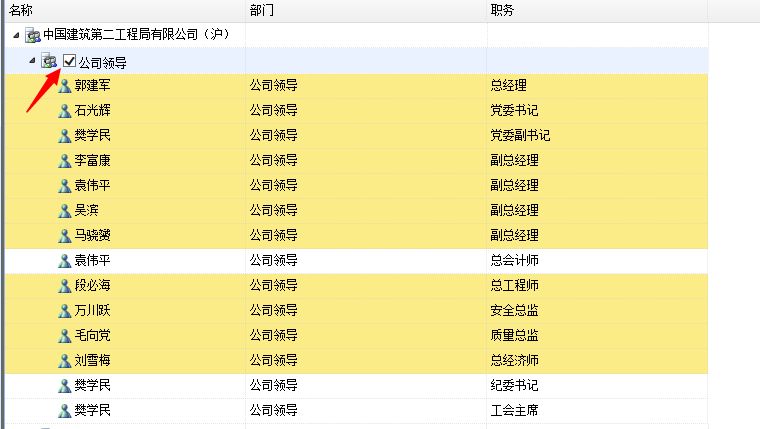 名称 部门 职务
中国建筑第二工程局有限公司（沪）
公司领导
郭建军 公司领导 总经理
石光辉 公司领导 党委书记
樊学民 公司领导 党委副书记
李富康 公司领导 副总经理
袁伟平 公司领导 副总经理
吴滨 公司领导 副总经理
马骁赟 公司领导 副总经理
袁伟平 公司领导 总会计师
段必海 公司领导 总工程师
万川跃 公司领导 安全总监
毛向党 公司领导 质量总监
刘雪梅 公司领导 总经济师
樊学民 公司领导 纪委书记
樊学民 公司领导 工会主席